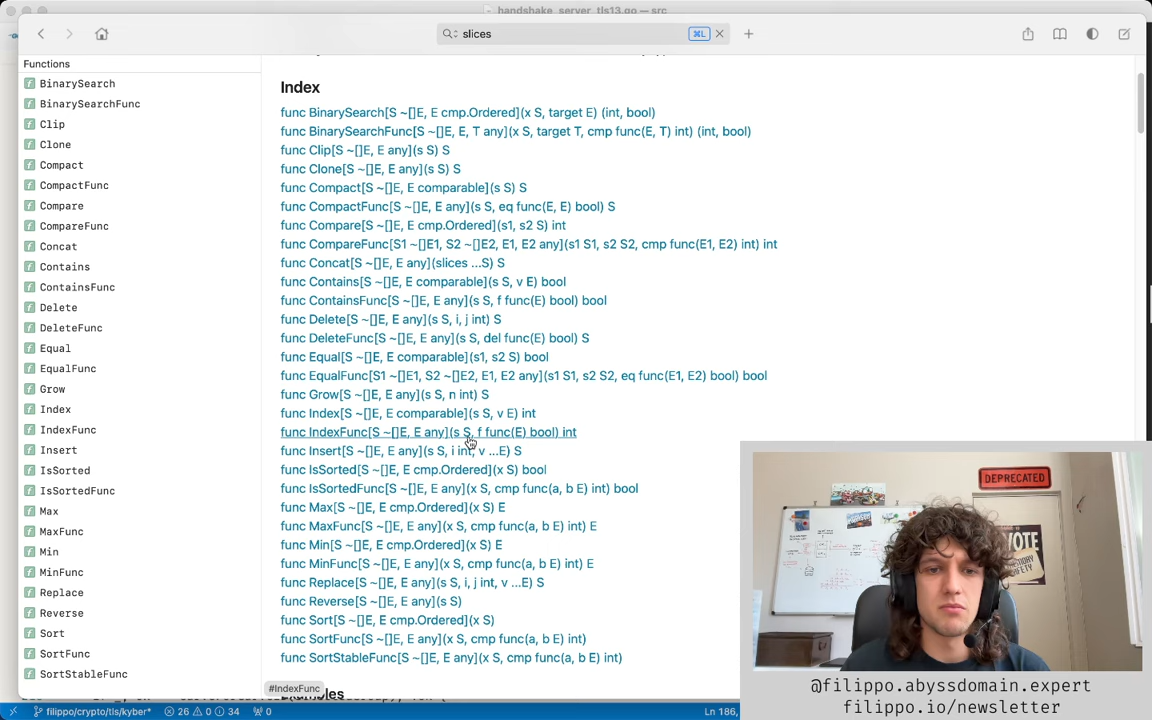 handshake_server_tls13.go — src
slices
⌘L
Functions
BinarySearch
BinarySearchFunc
Clip
Clone
Compact
CompactFunc
Compare
CompareFunc
Concat
Contains
ContainsFunc
Delete
DeleteFunc
Equal
EqualFunc
Grow
Index
IndexFunc
Insert
IsSorted
IsSortedFunc
Max
MaxFunc
Min
MinFunc
Replace
Reverse
Sort
SortFunc
SortStableFunc
Index
func BinarySearch[S ~[]E, E cmp.Ordered](x S, target E) (int, bool)
func BinarySearchFunc[S ~[]E, E, T any](x S, target T, cmp func(E, T) int) (int, bool)
func Clip[S ~[]E, E any](s S) S
func Clone[S ~[]E, E any](s S) S
func Compact[S ~[]E, E comparable](s S) S
func CompactFunc[S ~[]E, E any](s S, eq func(E, E) bool) S
func Compare[S ~[]E, E cmp.Ordered](s1, s2 S) int
func CompareFunc[S1 ~[]E1, S2 ~[]E2, E1, E2 any](s1 S1, s2 S2, cmp func(E1, E2) int) int
func Concat[S ~[]E, E any](slices ...S) S
func Contains[S ~[]E, E comparable](s S, v E) bool
func ContainsFunc[S ~[]E, E any](s S, f func(E) bool) bool
func Delete[S ~[]E, E any](s S, i, j int) S
func DeleteFunc[S ~[]E, E any](s S, del func(E) bool) S
func Equal[S ~[]E, E comparable](s1, s2 S) bool
func EqualFunc[S1 ~[]E1, S2 ~[]E2, E1, E2 any](s1 S1, s2 S2, eq func(E1, E2) bool) bool
func Grow[S ~[]E, E any](s S, n int) S
func Index[S ~[]E, E comparable](s S, v E) int
func IndexFunc[S ~[]E, E any](s S, f func(E) bool) int
func Insert[S ~[]E, E any](s S, i int, v ...E) S
func IsSorted[S ~[]E, E cmp.Ordered](x S) bool
func IsSortedFunc[S ~[]E, E any](x S, cmp func(a, b E) int) bool
func Max[S ~[]E, E cmp.Ordered](x S) E
func MaxFunc[S ~[]E, E any](x S, cmp func(a, b E) int) E
func Min[S ~[]E, E cmp.Ordered](x S) E
func MinFunc[S ~[]E, E any](x S, cmp func(a, b E) int) E
func Replace[S ~[]E, E any](s S, i, j int, v ...E) S
func Reverse[S ~[]E, E any](s S)
func Sort[S ~[]E, E cmp.Ordered](x S)
func SortFunc[S ~[]E, E any](x S, cmp func(a, b E) int)
func SortStableFunc[S ~[]E, E any](x S, cmp func(a, b E) int)
Examples
#IndexFunc
DEPRECATED
VOTE
@filippo.abyssdomain.expert
filippo.io/newsletter
filippo/crypto/tls/kyber* 26 0 34 0 Ln 186,